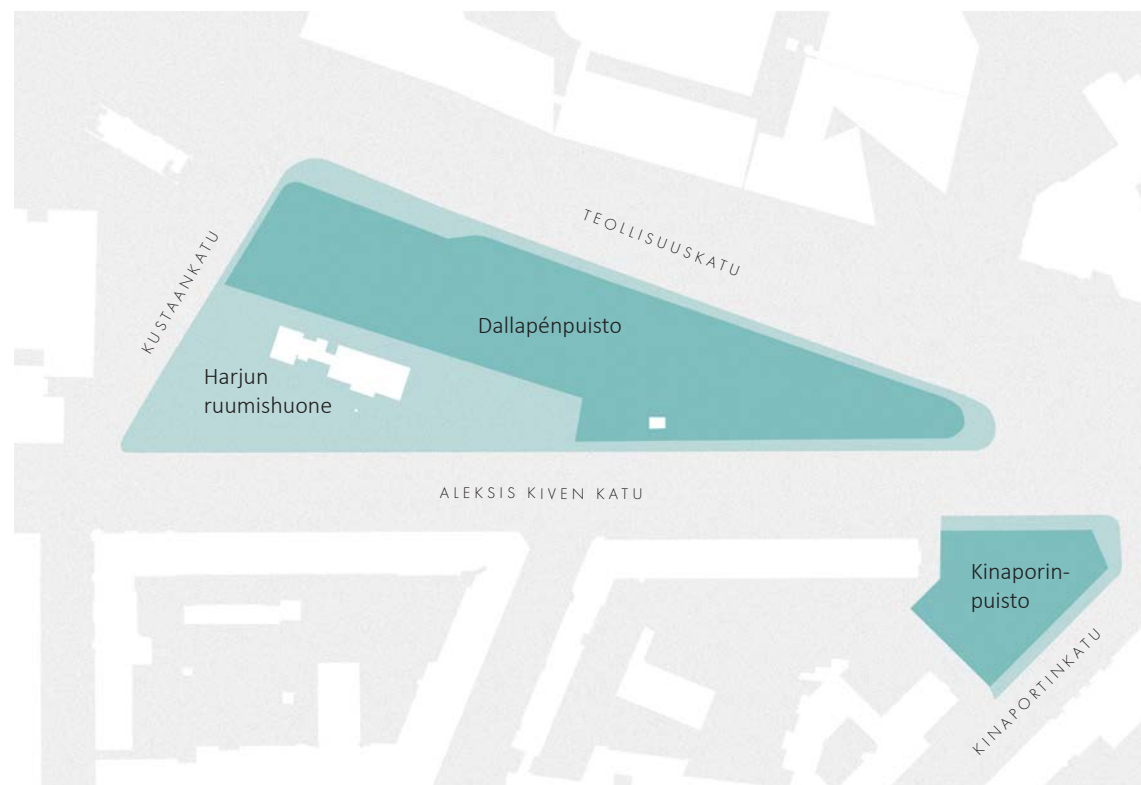 TEOLLISUUSKATU
KUSTAANKATU
Dallapénpuisto
Harjun
ruumishuone
ALEKSIS KIVEN KATU
Kinaporin-
puisto
KINAPORTINKATU